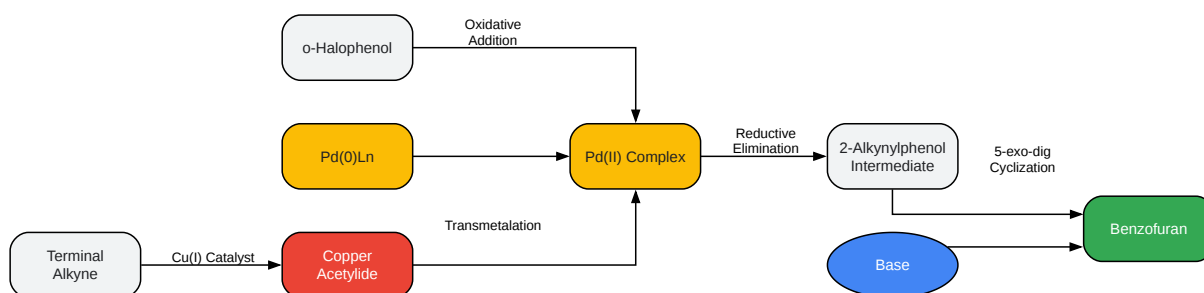 Oxidative
Addition
o-Halophenol
Pd(0)Ln
Pd(II) Complex
Reductive
Elimination
2-Alkynylphenol
Intermediate
5-exo-dig
Cyclization
Transmetalation
Benzofuran
Terminal
Alkyne
Cu(I) Catalyst
Copper
Acetylide
Base